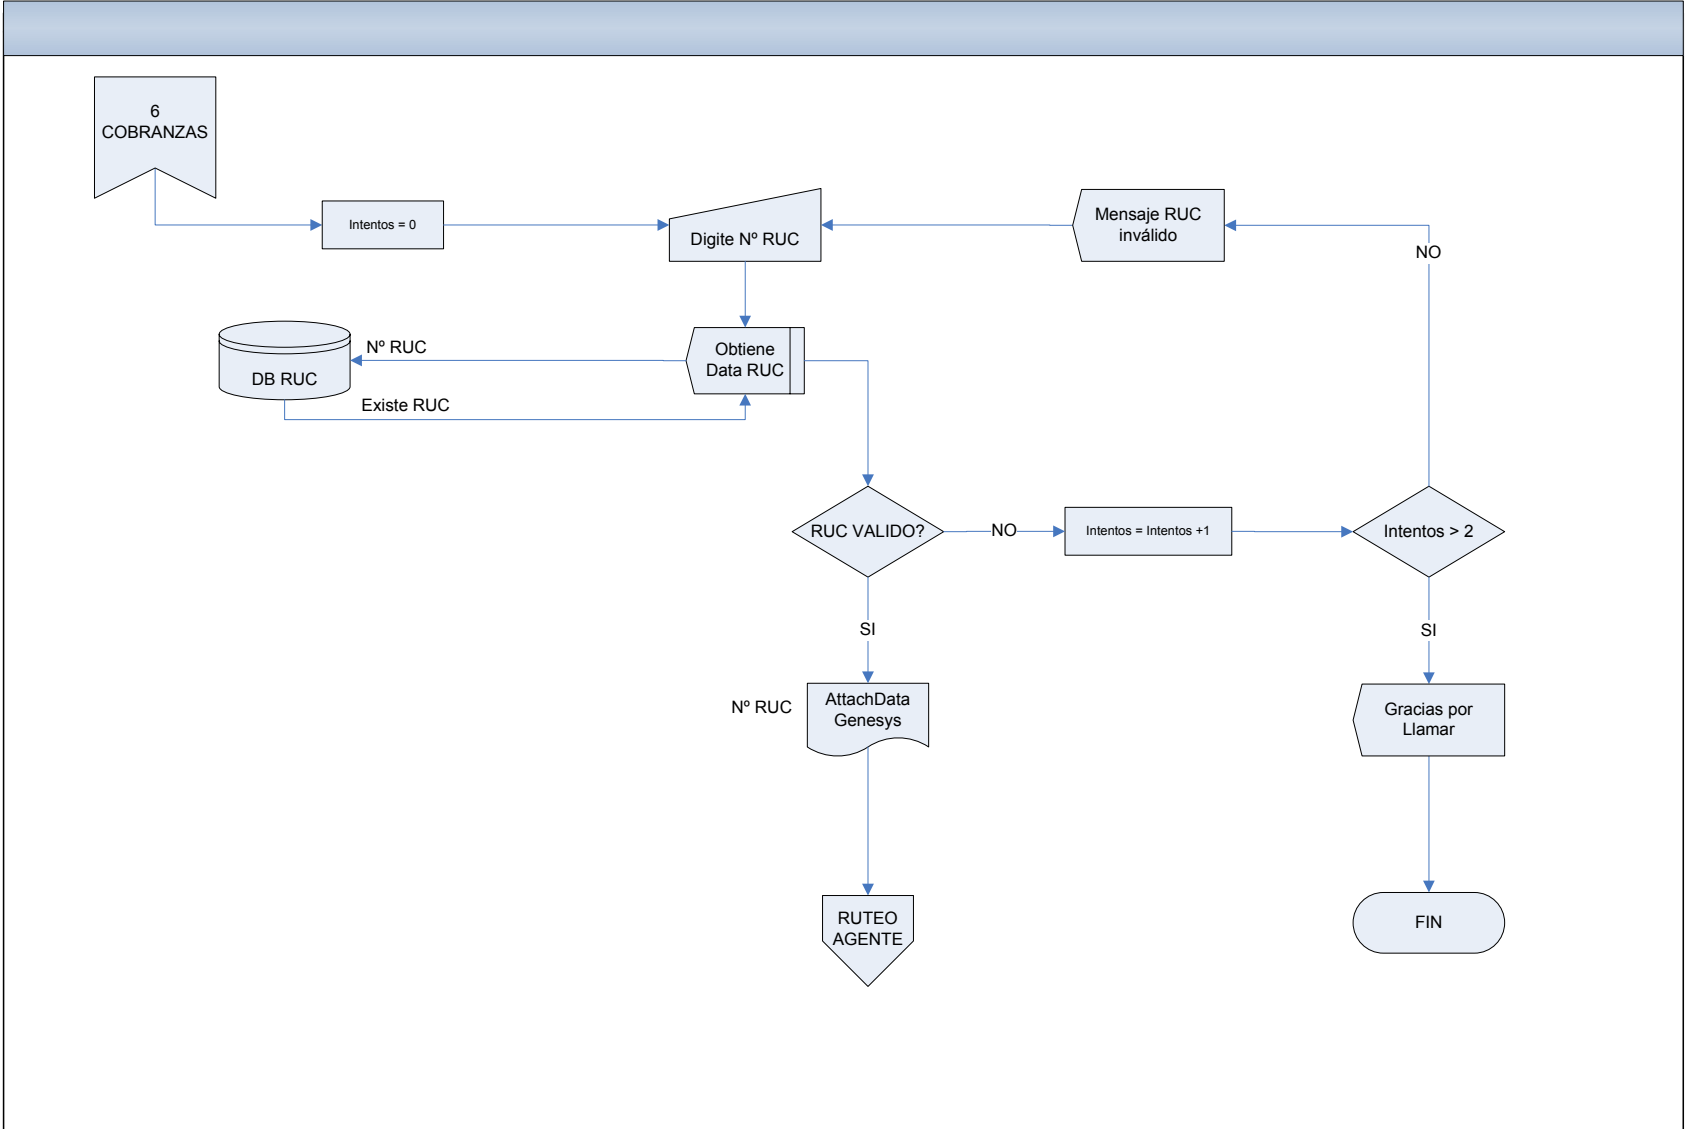 6
COBRANZAS
Intentos = 0
Digite Nº RUC
Mensaje RUC
inválido
NO
Nº RUC
DB RUC
Existe RUC
Obtiene
Data RUC
RUC VALIDO?
NO
Intentos = Intentos +1
Intentos > 2
SI
SI
Nº RUC
AttachData
Genesys
Gracias por
Llamar
RUTEO
AGENTE
FIN